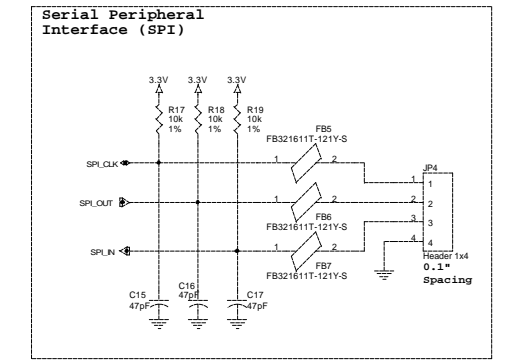 Serial Peripheral
Interface (SPI)
3.3V 3.3V 3.3V
R17
10k
1%
R18
10k
1%
R19
10k
1%
FB5
FB321611T-121Y-S
JP4
SPI_CLK
1 2
1 1
SPI_OUT
1 2
2 2
FB6
FB321611T-121Y-S
3 3
SPI_IN
1 2
4 4
FB7
FB321611T-121Y-S
Header 1x4
0.1"
Spacing
C15
47pF
C16
47pF
C17
47pF